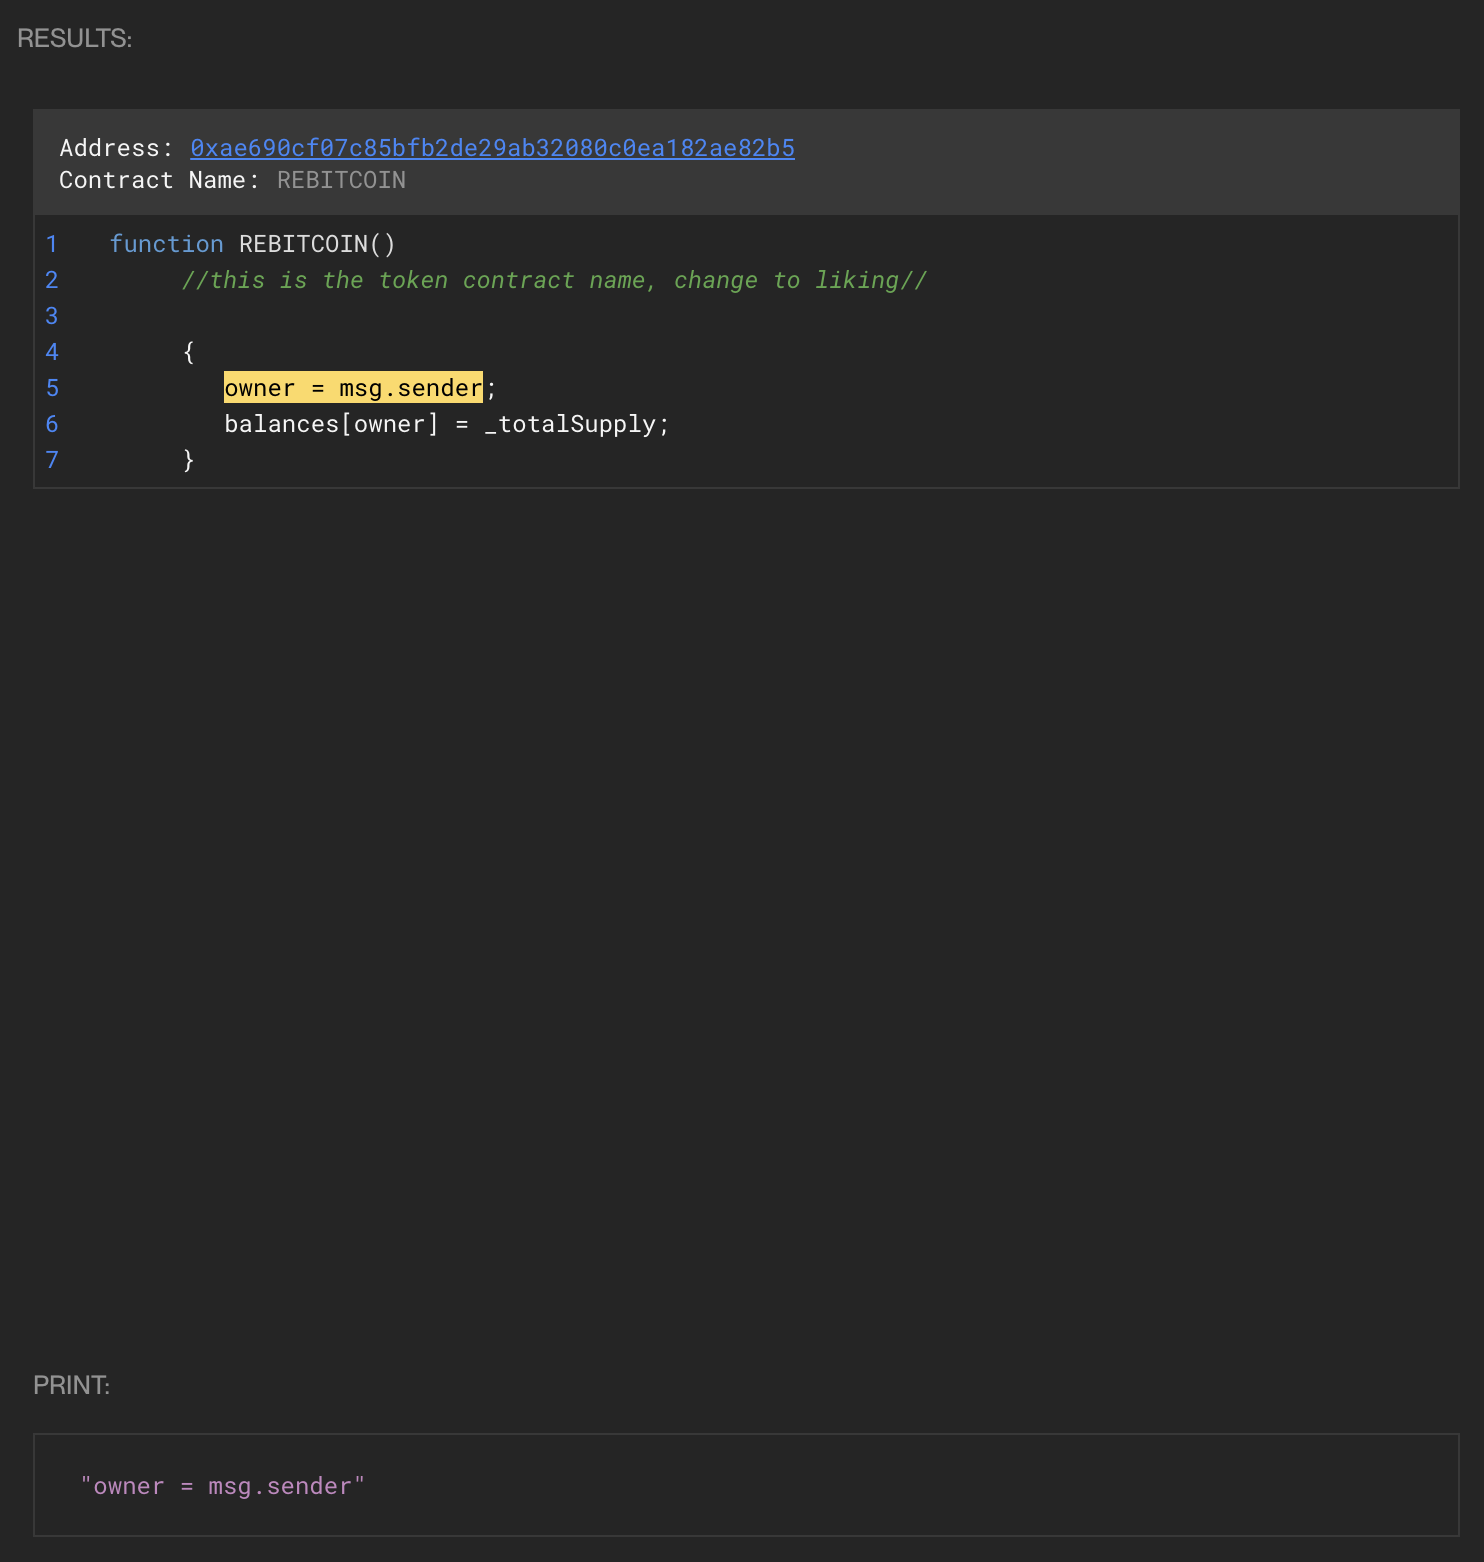 RESULTS:
Address: 0xae690cf07c85bfb2de29ab32080c0ea182ae82b5
Contract Name: REBITCOIN
1 function REBITCOIN()
2 //this is the token contract name, change to liking//
3
4 {
5 owner = msg.sender;
6 balances[owner] = _totalSupply;
7 }
PRINT:
"owner = msg.sender"